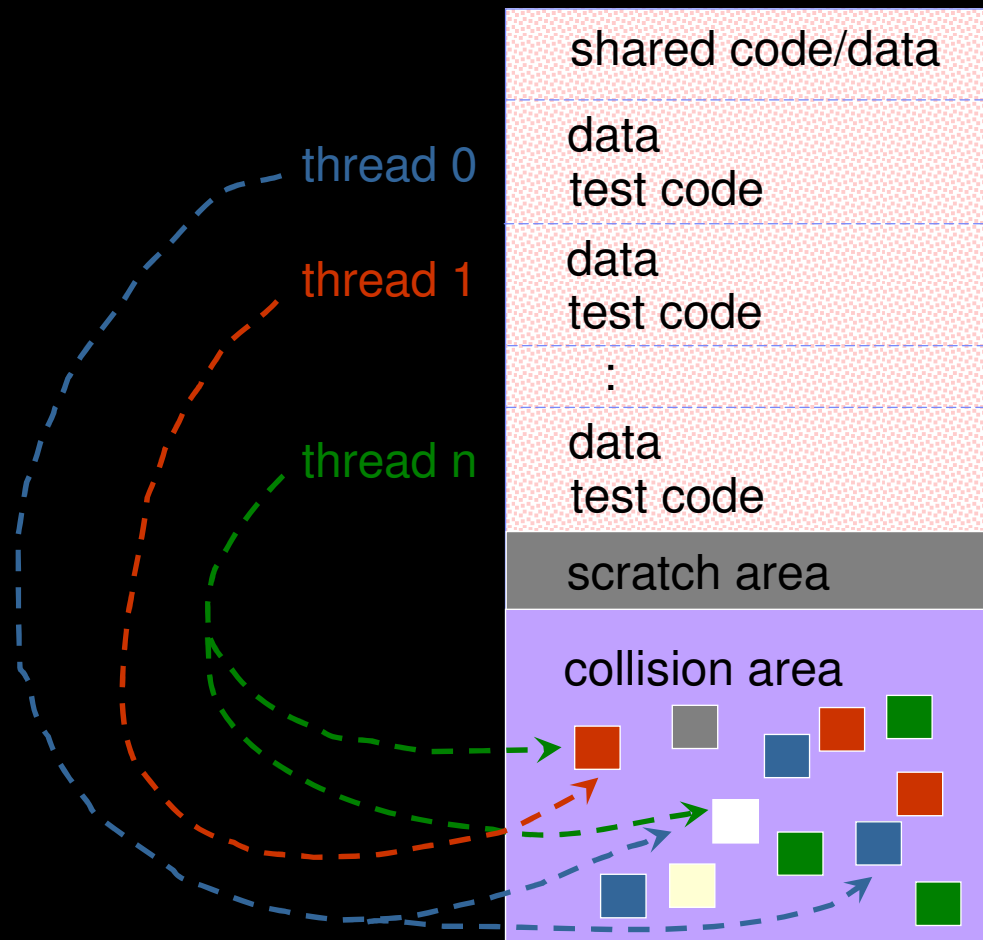 shared code/data
thread 0
data
test code
thread 1
data
test code
:
thread n
data
test code
scratch area
collision area